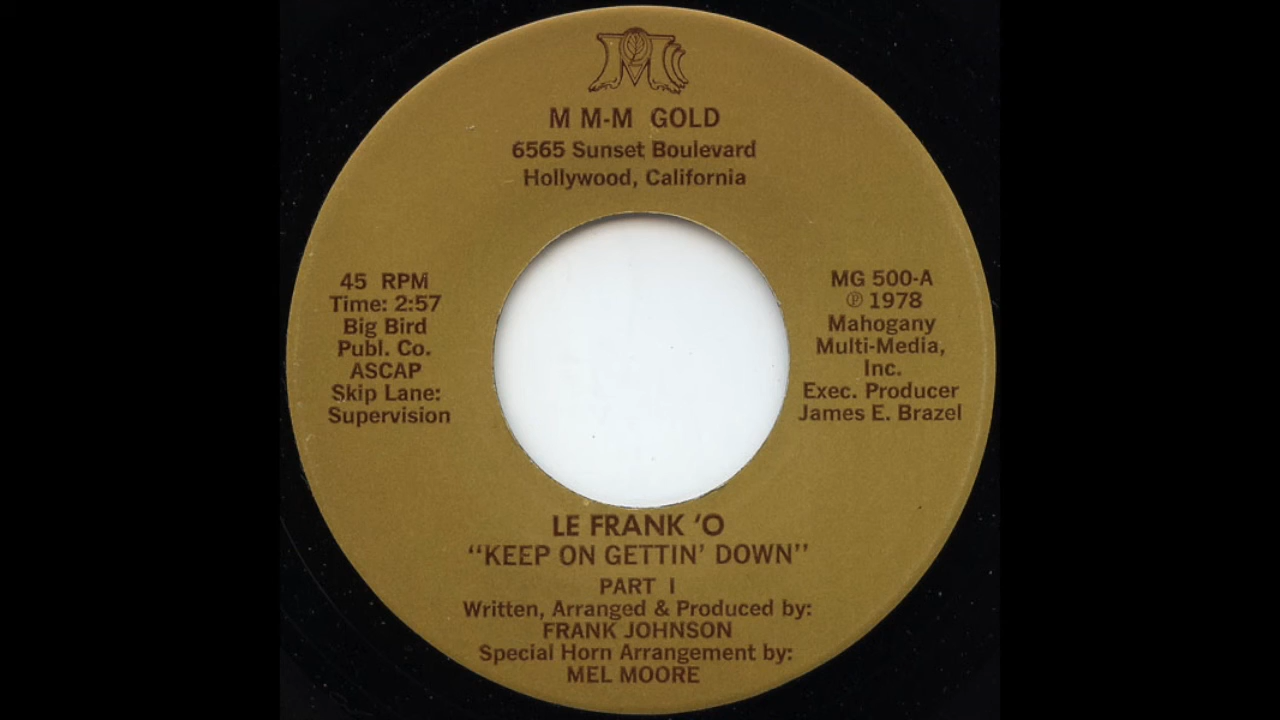 M M-M GOLD
6565 Sunset Boulevard
Hollywood, California
45 RPM
Time: 2:57
Big Bird
Publ. Co.
ASCAP
Skip Lane:
Supervision
MG 500-A
℗ 1978
Mahogany
Multi-Media,
Inc.
Exec. Producer
James E. Brazel
LE FRANK ‘O
“KEEP ON GETTIN’ DOWN”
PART I
Written, Arranged & Produced by:
FRANK JOHNSON
Special Horn Arrangement by:
MEL MOORE